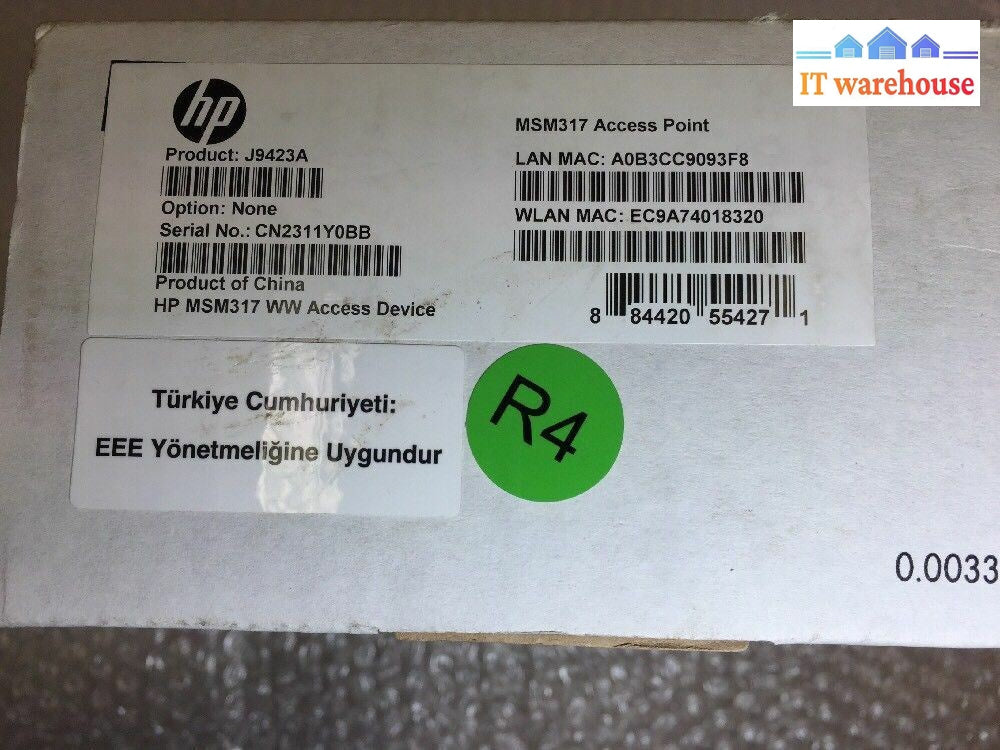 IT warehouse
hp
Product: J9423A
Option: None
Serial No.: CN2311Y0BB
Product of China
HP MSM317 WW Access Device
MSM317 Access Point
LAN MAC: A0B3CC9093F8
WLAN MAC: EC9A74018320
8 84420 55427 1
Türkiye Cumhuriyeti:
EEE Yönetmeliğine Uygundur
R4
0.0033